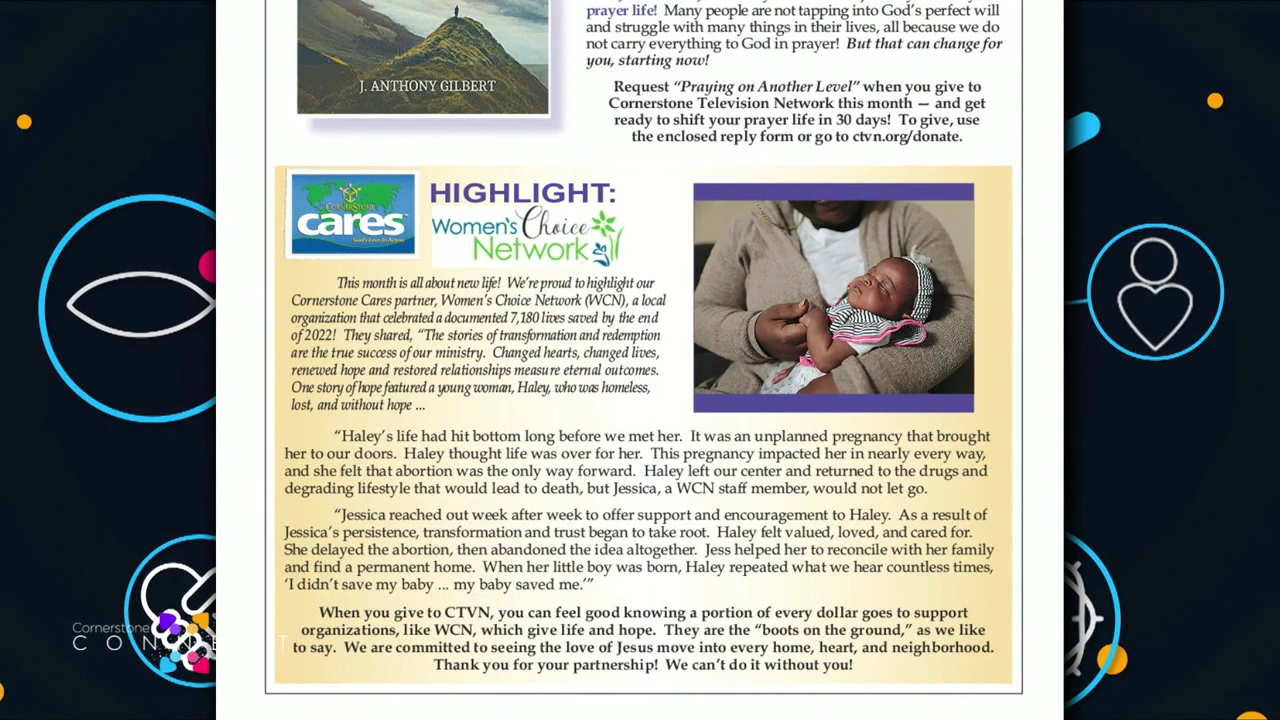 prayer life! Many people are not tapping into God's perfect will
and struggle with many things in their lives, all because we do
not carry everything to God in prayer! But that can change for
you, starting now!
J. ANTHONY GILBERT
Request "Praying on Another Level" when you give to
Cornerstone Television Network this month — and get
ready to shift your prayer life in 30 days! To give, use
the enclosed reply form or go to ctvn.org/donate.
CORNERSTONE
cares
God's Love In Action
HIGHLIGHT:
Women's Choice
Network
This month is all about new life! We're proud to highlight our
Cornerstone Cares partner, Women's Choice Network (WCN), a local
organization that celebrated a documented 7,180 lives saved by the end
of 2022! They shared, "The stories of transformation and redemption
are the true success of our ministry. Changed hearts, changed lives,
renewed hope and restored relationships measure eternal outcomes.
One story of hope featured a young woman, Haley, who was homeless,
lost, and without hope ...
"Haley's life had hit bottom long before we met her. It was an unplanned pregnancy that brought
her to our doors. Haley thought life was over for her. This pregnancy impacted her in nearly every way,
and she felt that abortion was the only way forward. Haley left our center and returned to the drugs and
degrading lifestyle that would lead to death, but Jessica, a WCN staff member, would not let go.
"Jessica reached out week after week to offer support and encouragement to Haley. As a result of
Jessica's persistence, transformation and trust began to take root. Haley felt valued, loved, and cared for.
She delayed the abortion, then abandoned the idea altogether. Jess helped her to reconcile with her family
and find a permanent home. When her little boy was born, Haley repeated what we hear countless times,
'I didn't save my baby ... my baby saved me.'"
When you give to CTVN, you can feel good knowing a portion of every dollar goes to support
organizations, like WCN, which give life and hope. They are the "boots on the ground," as we like
to say. We are committed to seeing the love of Jesus move into every home, heart, and neighborhood.
Thank you for your partnership! We can't do it without you!
Cornerstone